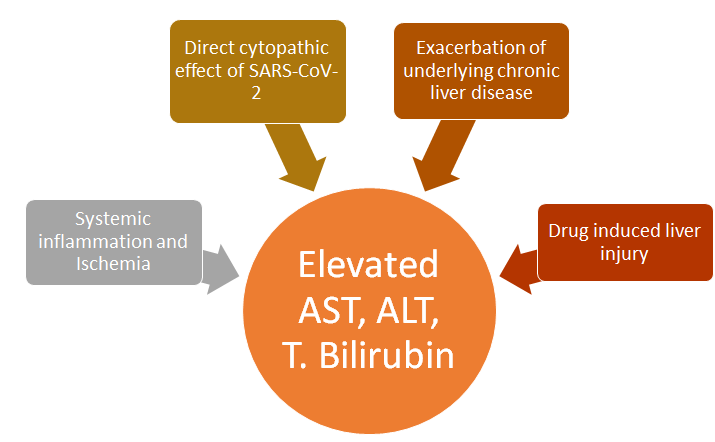 Direct cytopathic
effect of SARS-CoV-
2
Exacerbation of
underlying chronic
liver disease
Systemic
inflammation and
Ischemia
Drug induced liver
injury
Elevated
AST, ALT,
T. Bilirubin